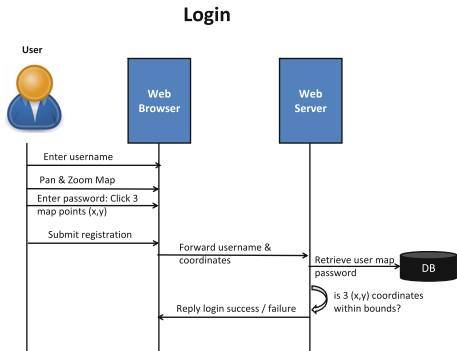 Login
User
Web
Browser
Web
Server
Enter username
Pan & Zoom Map
Enter password: Click 3
map points (x,y)
Submit registration
Forward username &
coordinates
Retrieve user map
password
DB
is 3 (x,y) coordinates
within bounds?
Reply login success / failure